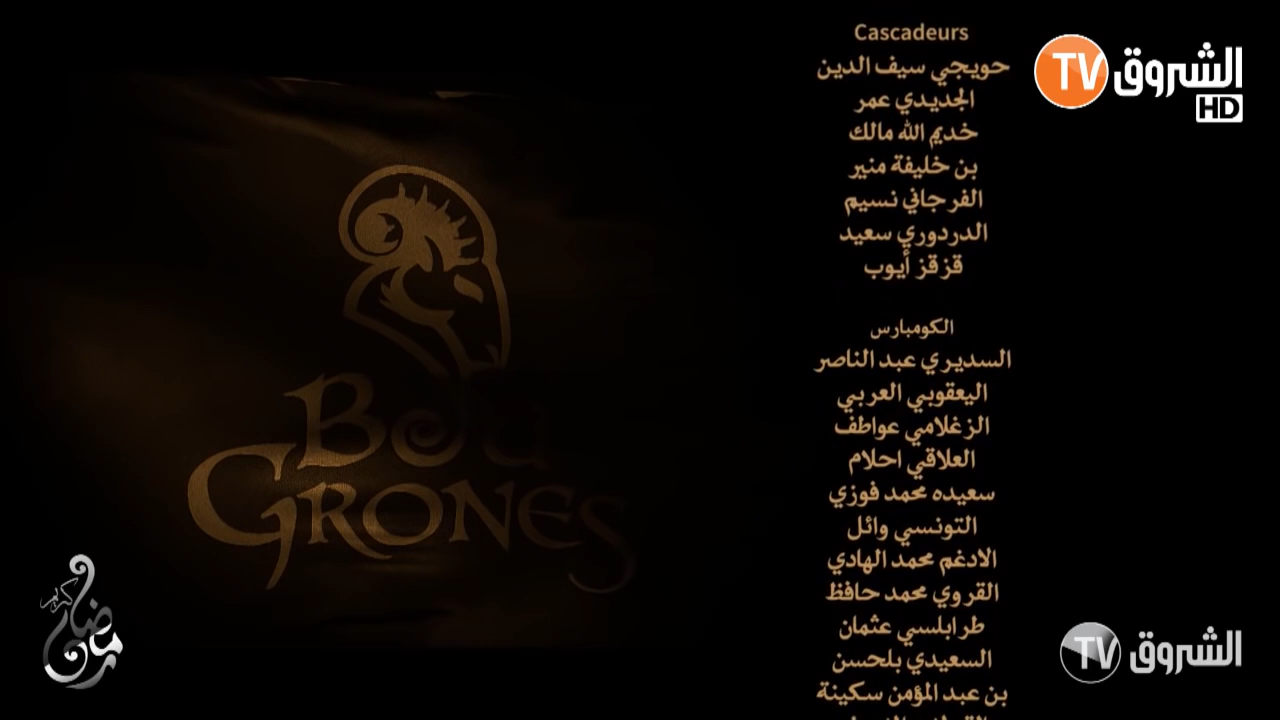 Cascadeurs
حويجي سيف الدين
الجديدي عمر
خديم الله مالك
بن خليفة منير
الفرجاني نسيم
الدردوري سعيد
قزقز أيوب
الكومبارس
السديري عبد الناصر
اليعقوبي العربي
الزغلامي عواطف
العلاقي احلام
سعيده محمد فوزي
التونسي وائل
الادغم محمد الهادي
القروي محمد حافظ
طرابلسي عثمان
السعيدي بلحسن
بن عبد المؤمن سكينة
الشروق TV
HD
Bou
GRONES
رمضان كريم
الشروق TV